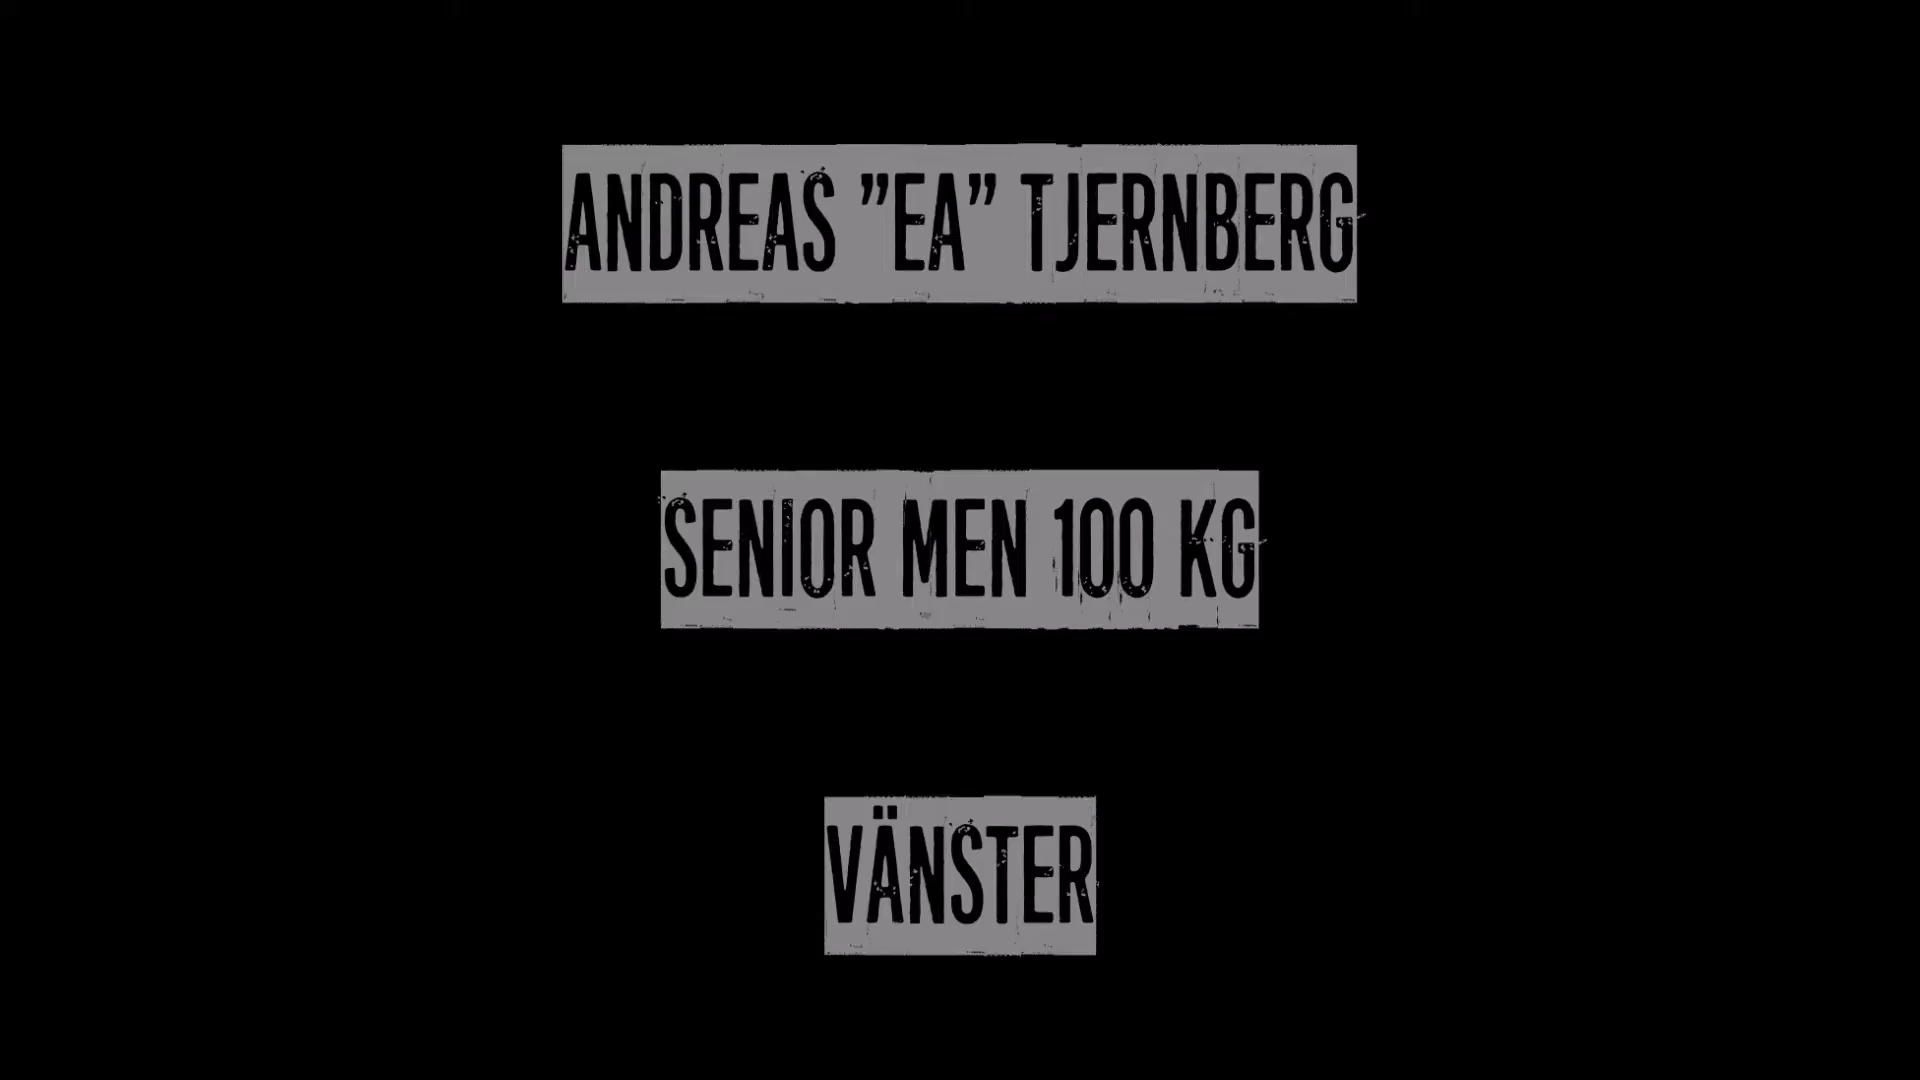 ANDREAS ”EA” TJERNBERG
SENIOR MEN 100 KG
VÄNSTER